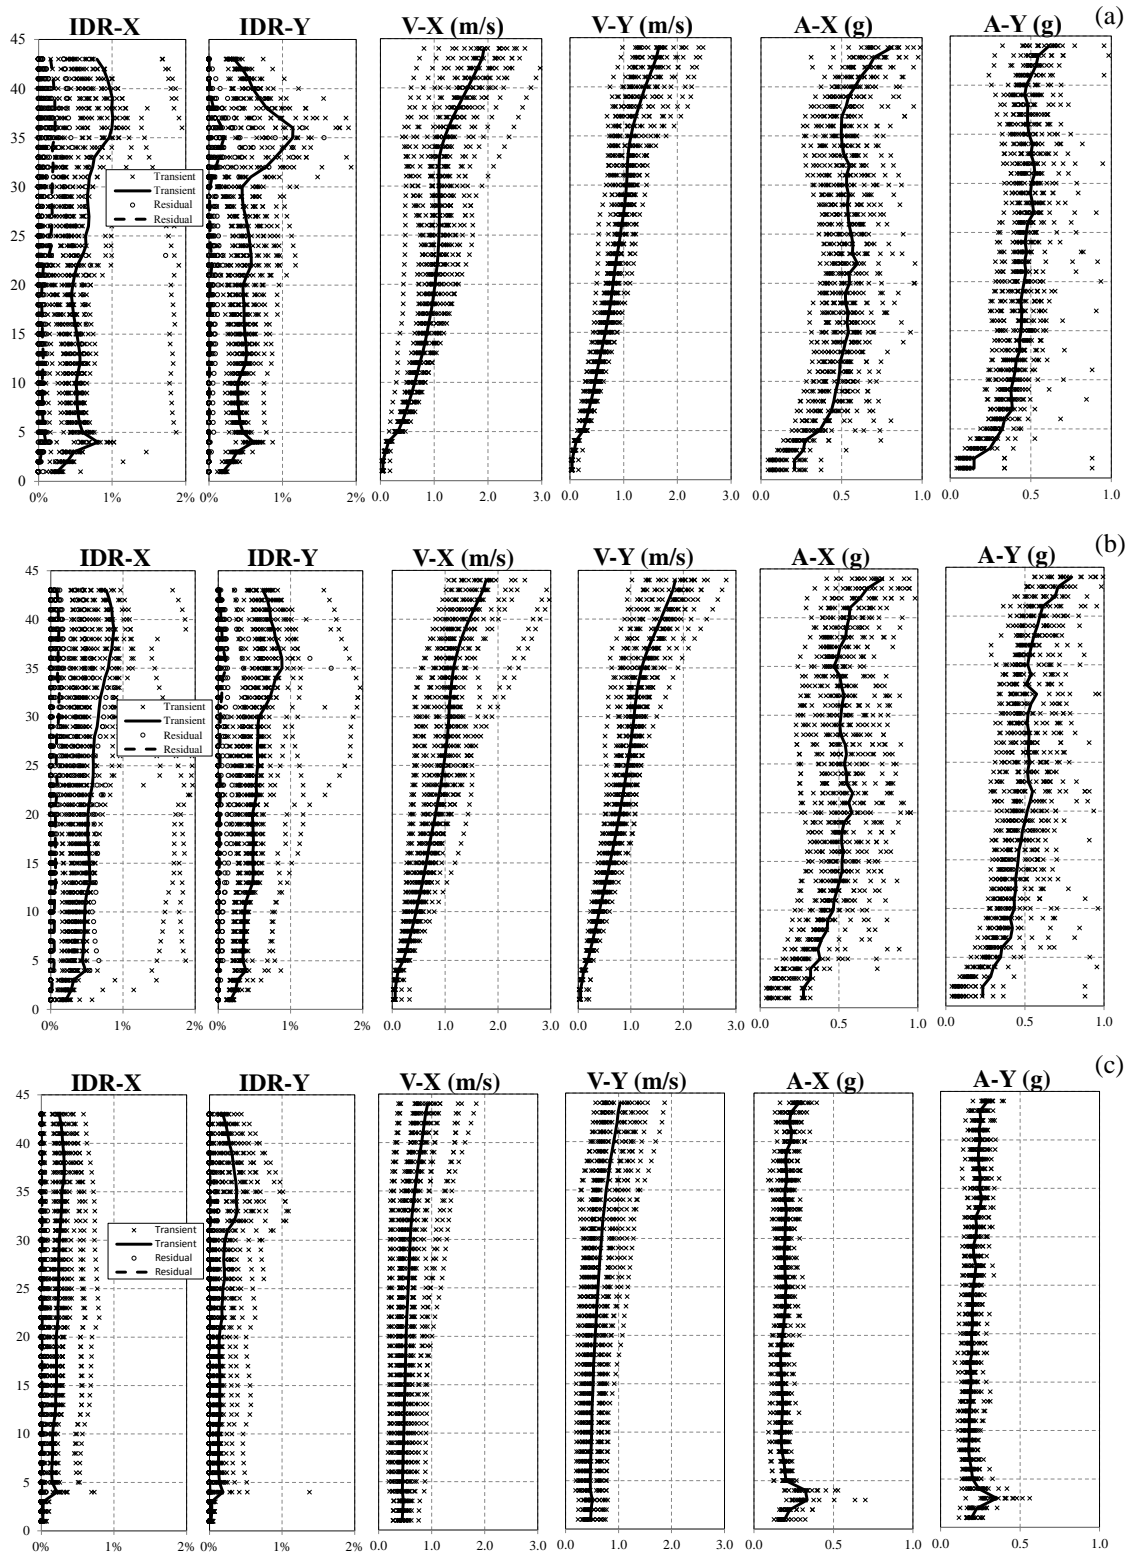 (a)
IDR-X IDR-Y V-X (m/s) V-Y (m/s) A-X (g) A-Y (g)
45
40
35
30
25
20
15
10
5
0
Transient
Transient
Residual
Residual
0% 1% 2% 0% 1% 2% 0.0 1.0 2.0 3.0 0.0 1.0 2.0 3.0 0.0 0.5 1.0 0.0 0.5 1.0
(b)
IDR-X IDR-Y V-X (m/s) V-Y (m/s) A-X (g) A-Y (g)
45
40
35
30
25
20
15
10
5
0
Transient
Transient
Residual
Residual
0% 1% 2% 0% 1% 2% 0.0 1.0 2.0 3.0 0.0 1.0 2.0 3.0 0.0 0.5 1.0 0.0 0.5 1.0
(c)
IDR-X IDR-Y V-X (m/s) V-Y (m/s) A-X (g) A-Y (g)
45
40
35
30
25
20
15
10
5
0
Transient
Transient
Residual
Residual
0% 1% 2% 0% 1% 2% 0.0 1.0 2.0 3.0 0.0 1.0 2.0 3.0 0.0 0.5 1.0 0.0 0.5 1.0